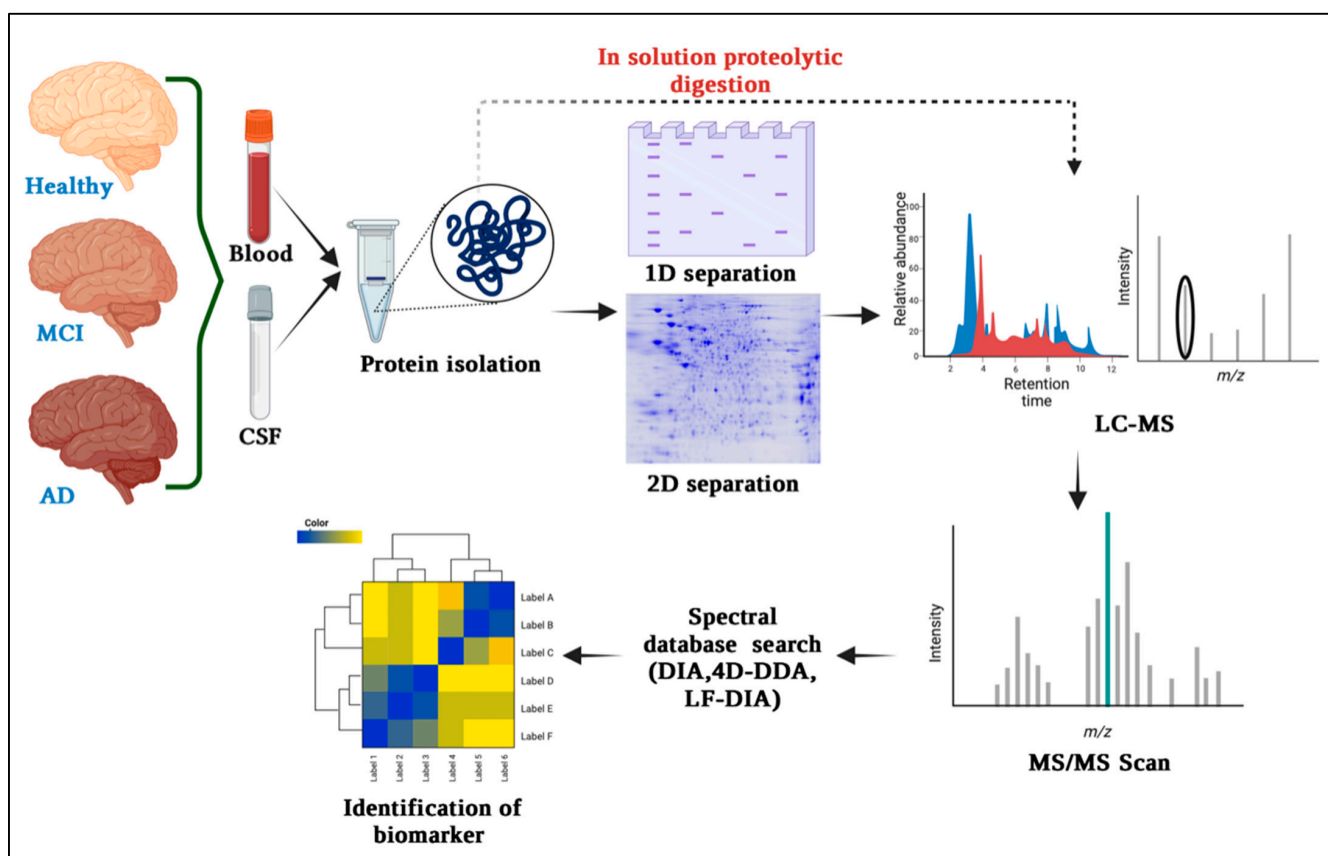 In solution proteolytic
digestion
Healthy
MCI
AD
Blood
CSF
Protein isolation
1D separation
2D separation
Relative abundance
100
80
60
40
20
0
2
4
6
8
10
12
Retention
time
Intensity
m/z
LC-MS
Intensity
m/z
MS/MS Scan
Spectral
database search
(DIA,4D-DDA,
LF-DIA)
Color
Label A
Label B
Label C
Label D
Label E
Label F
Label 1
Label 2
Label 3
Label 4
Label 5
Label 6
Identification of
biomarker